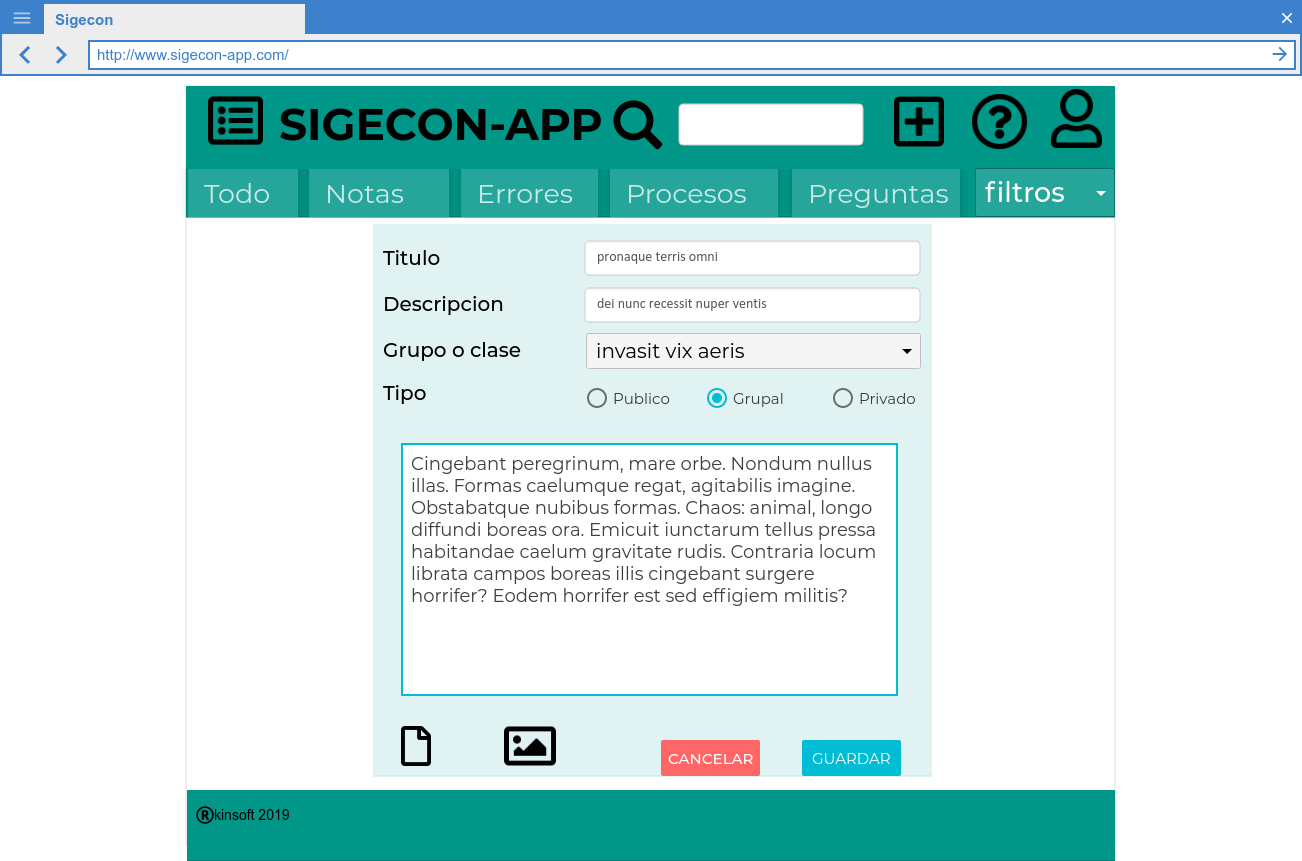 Sigecon
http://www.sigecon-app.com/
SIGECON-APP
Todo
Notas
Errores
Procesos
Preguntas
filtros
Titulo
pronaque terris omni
Descripcion
dei nunc recessit nuper ventis
Grupo o clase
invasit vix aeris
Tipo
Publico
Grupal
Privado
Cingebant peregrinum, mare orbe. Nondum nullus
illas. Formas caelumque regat, agitabilis imagine.
Obstabatque nubibus formas. Chaos: animal, longo
diffundi boreas ora. Emicuit iunctarum tellus pressa
habitandae caelum gravitate rudis. Contraria locum
librata campos boreas illis cingebant surgere
horrifer? Eodem horrifer est sed effigiem militis?
CANCELAR
GUARDAR
®kinsoft 2019